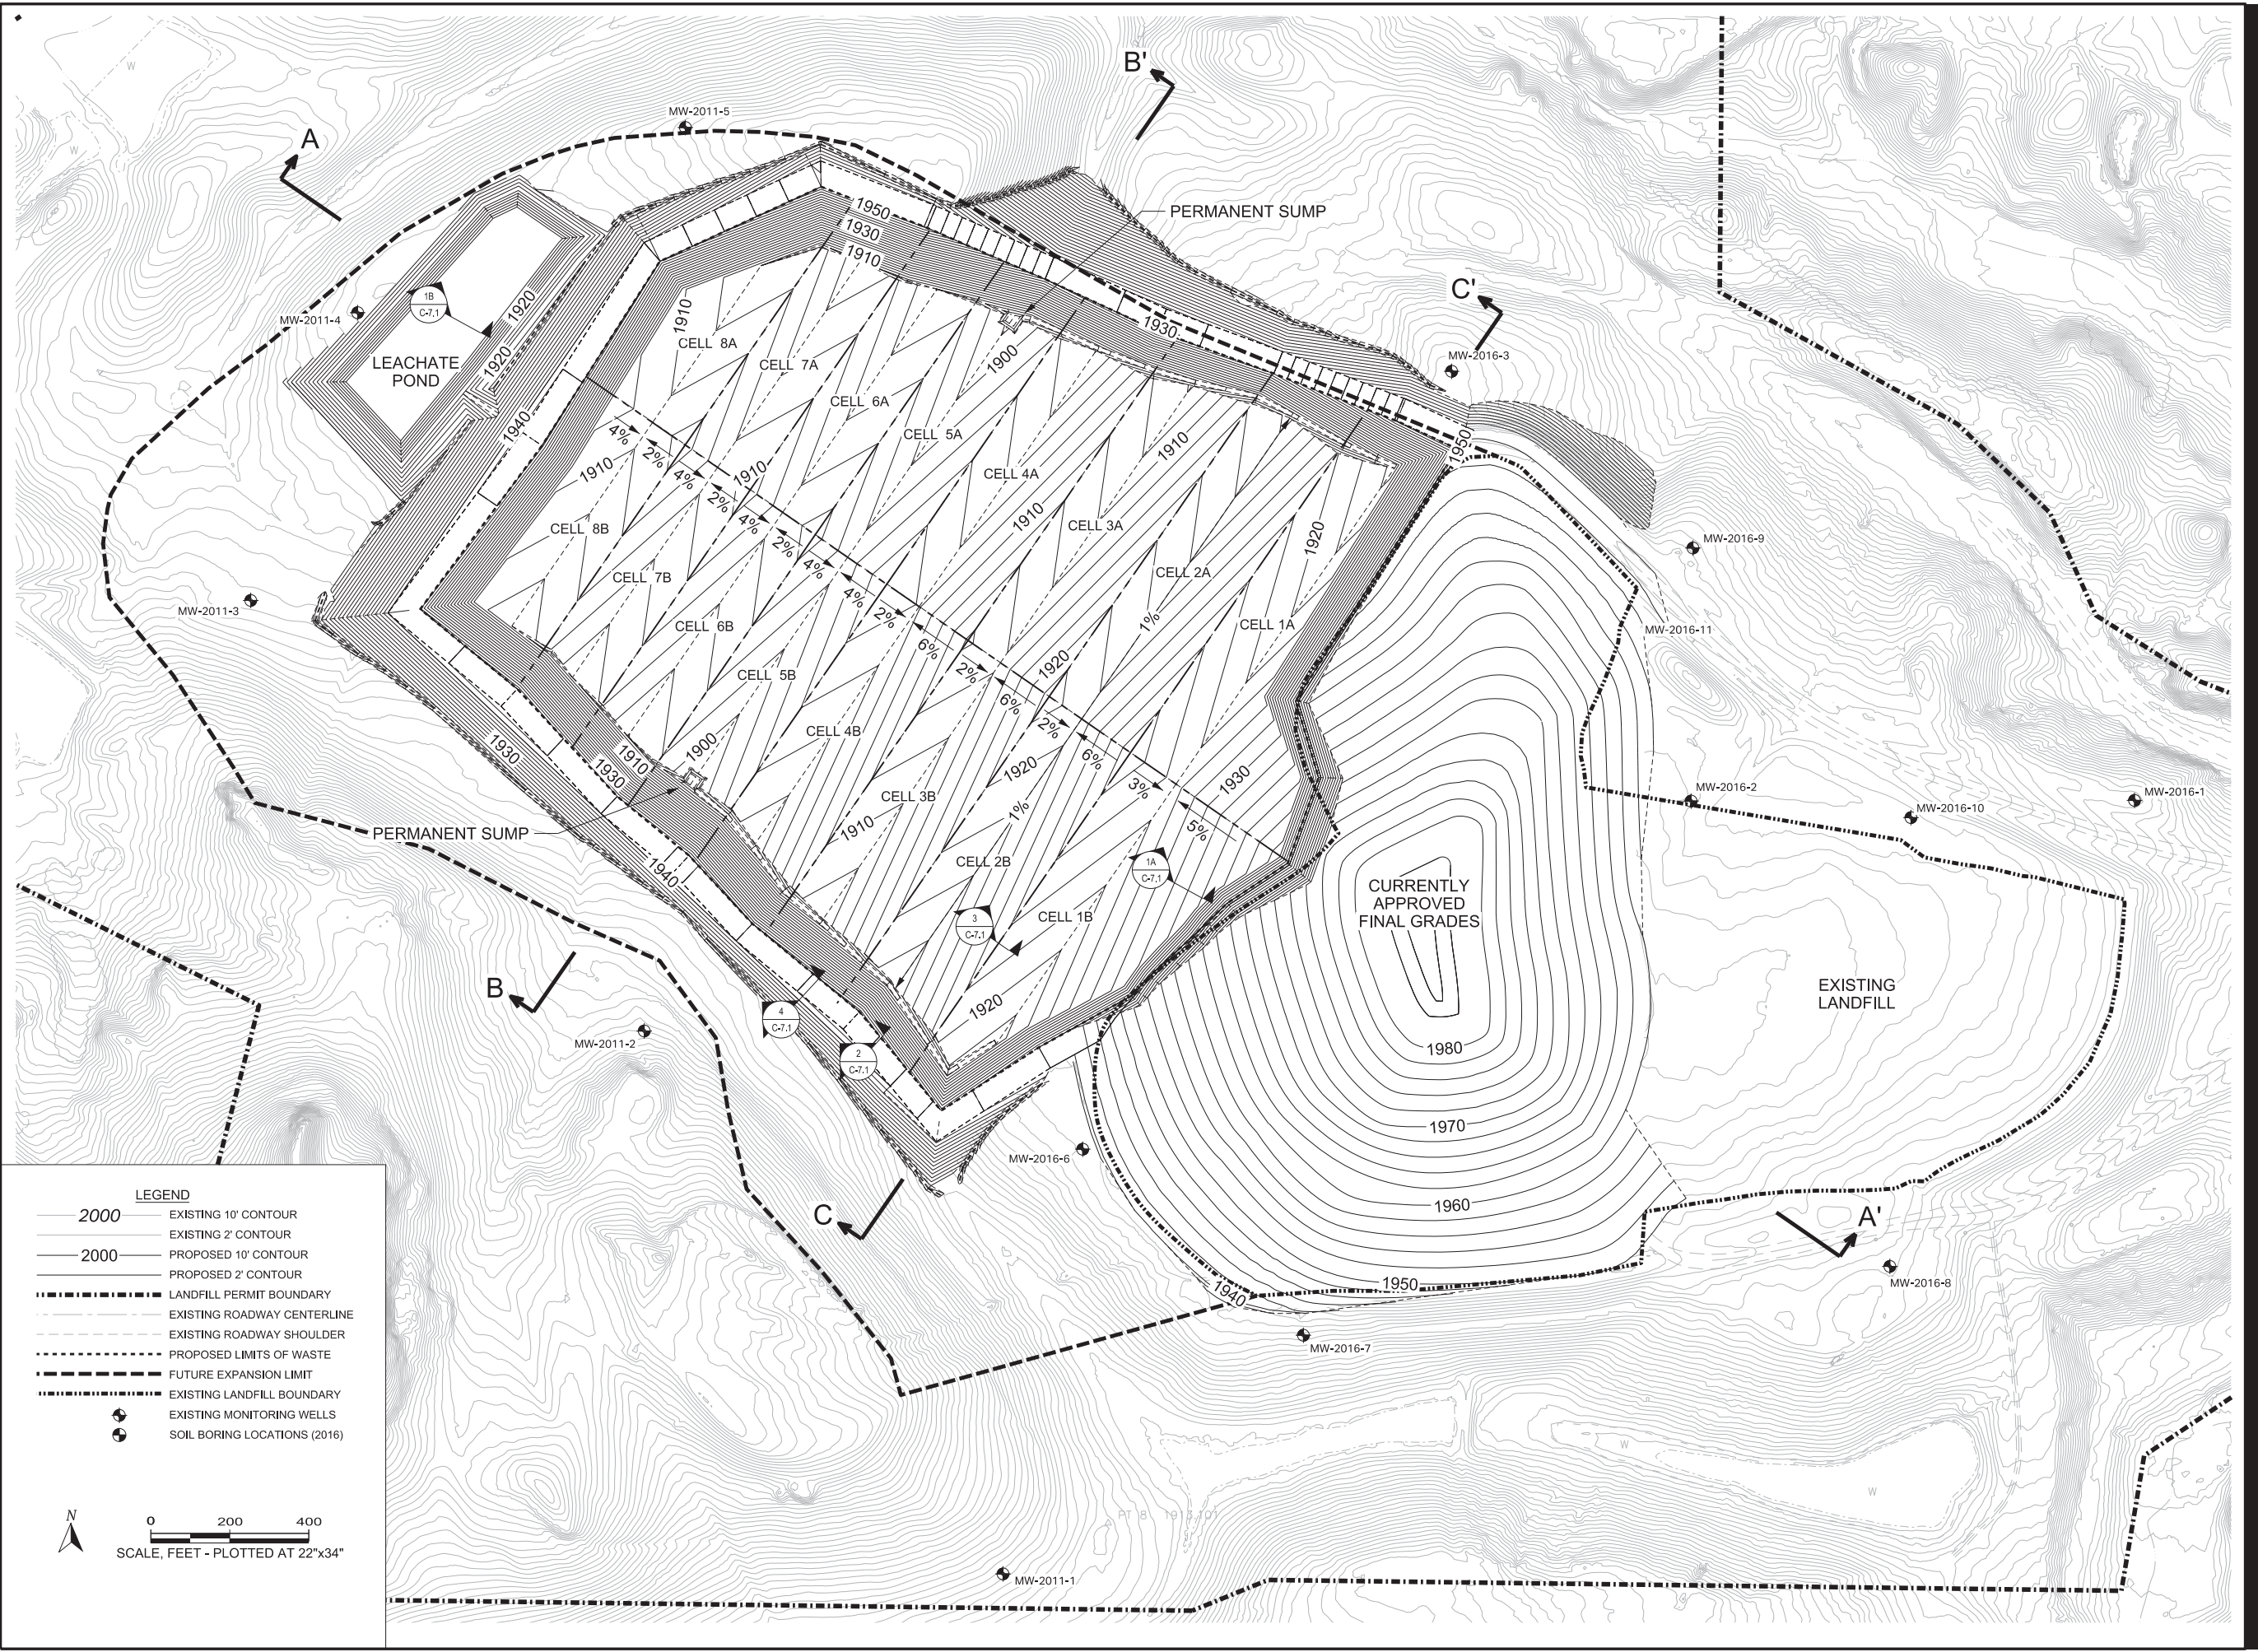 B'
MW-2011-5
A
W
W
1950
PERMANENT SUMP
1930
1910
C'
1B
C-7.1
1920
MW-2011-4
1910
1930
CELL 8A
MW-2016-3
LEACHATE
POND
1920
1900
CELL 7A
CELL 6A
1940
4%
CELL 5A
1910
1950
2%
1910
1910
CELL 4A
4%
2%
1910
CELL 3A
CELL 8B
4%
1920
MW-2016-9
2%
CELL 7B
4%
CELL 2A
MW-2011-3
4%
2%
1%
CELL 1A
CELL 6B
MW-2016-11
6%
1920
CELL 5B
2%
6%
CELL 4B
2%
1930
1900
1910
1930
1920
6%
3%
1930
MW-2016-2
MW-2016-1
CELL 3B
MW-2016-10
PERMANENT SUMP
1910
1%
5%
CELL 2B
1A
C-7.1
1940
CURRENTLY
APPROVED
FINAL GRADES
3
C-7.1
CELL 1B
B
EXISTING
LANDFILL
1920
4
C-7.1
MW-2011-2
2
C-7.1
1980
1970
MW-2016-6
C
1960
A'
MW-2016-8
1950
1940
MW-2016-7
W
W
PT 8 1913.101
MW-2011-1
LEGEND
2000 EXISTING 10' CONTOUR
EXISTING 2' CONTOUR
2000 PROPOSED 10' CONTOUR
PROPOSED 2' CONTOUR
LANDFILL PERMIT BOUNDARY
EXISTING ROADWAY CENTERLINE
EXISTING ROADWAY SHOULDER
PROPOSED LIMITS OF WASTE
FUTURE EXPANSION LIMIT
EXISTING LANDFILL BOUNDARY
EXISTING MONITORING WELLS
SOIL BORING LOCATIONS (2016)
N
0 200 400
SCALE, FEET - PLOTTED AT 22"x34"